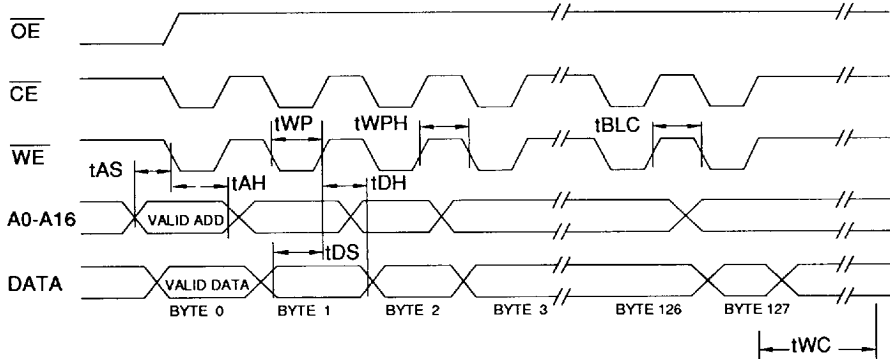 OE
CE
tWP tWPH tBLC
WE
tAS tAH tDH
A0-A16 VALID ADD
tDS
DATA VALID DATA
BYTE 0 BYTE 1 BYTE 2 BYTE 3 BYTE 126 BYTE 127
tWC